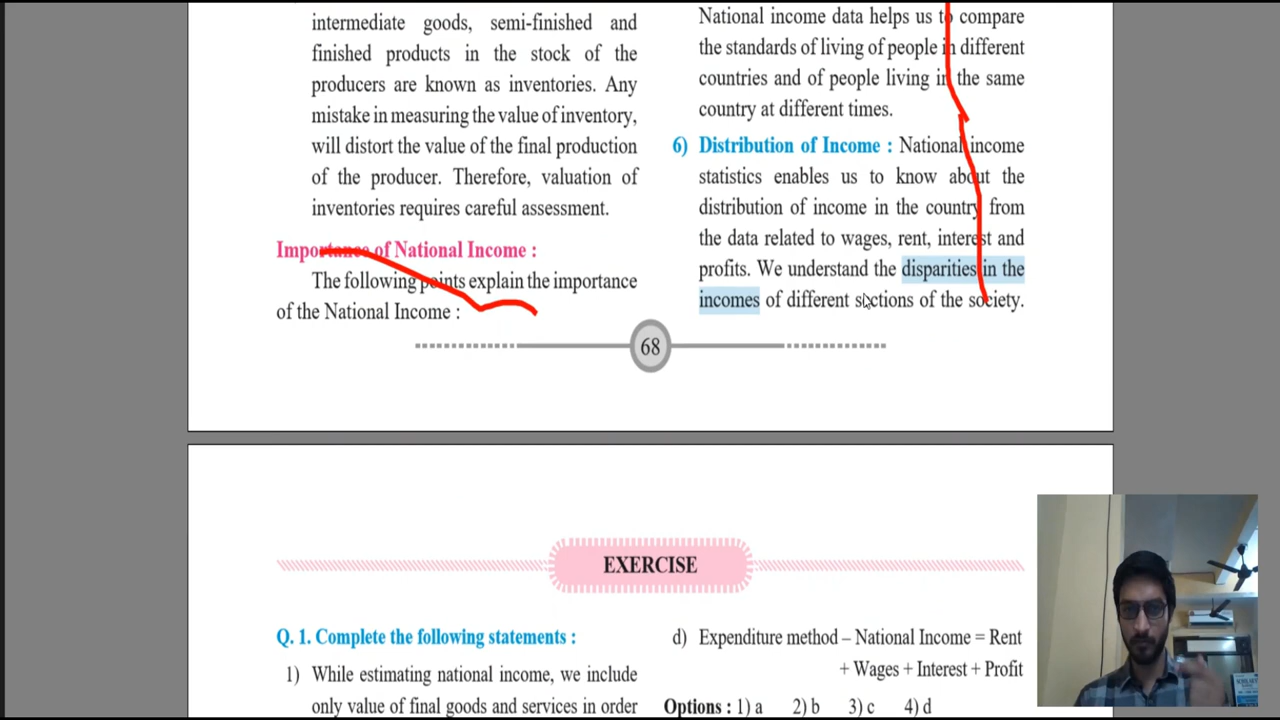 intermediate goods, semi-finished and
finished products in the stock of the
producers are known as inventories. Any
mistake in measuring the value of inventory,
will distort the value of the final production
of the producer. Therefore, valuation of
inventories requires careful assessment.
Importance of National Income :
The following points explain the importance
of the National Income :
National income data helps us to compare
the standards of living of people in different
countries and of people living in the same
country at different times.
6) Distribution of Income : National income
statistics enables us to know about the
distribution of income in the country from
the data related to wages, rent, interest and
profits. We understand the disparities in the
incomes of different sections of the society.
68
EXERCISE
Q. 1. Complete the following statements :
1) While estimating national income, we include
only value of final goods and services in order
d) Expenditure method – National Income = Rent
+ Wages + Interest + Profit
Options : 1) a 2) b 3) c 4) d